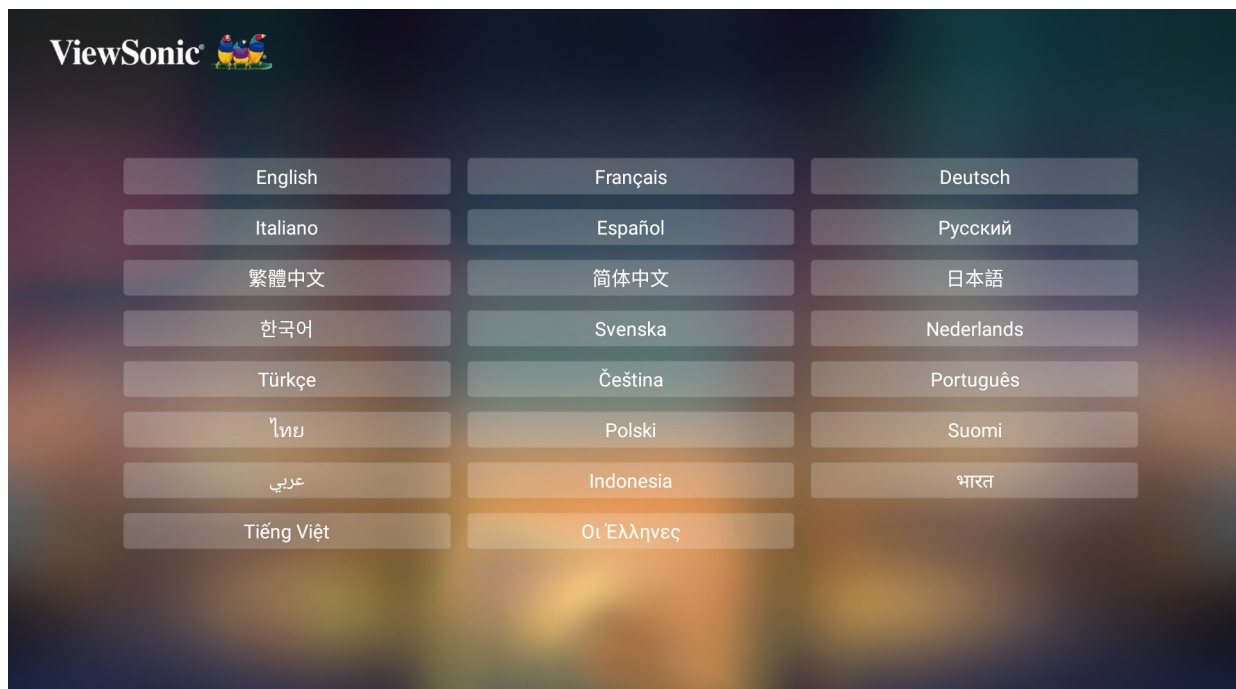 ViewSonic®
English
Français
Deutsch
Italiano
Español
Русский
繁體中文
简体中文
日本語
한국어
Svenska
Nederlands
Türkçe
Čeština
Português
ไทย
Polski
Suomi
عربي
Indonesia
भारत
Tiếng Việt
Οι Έλληνες